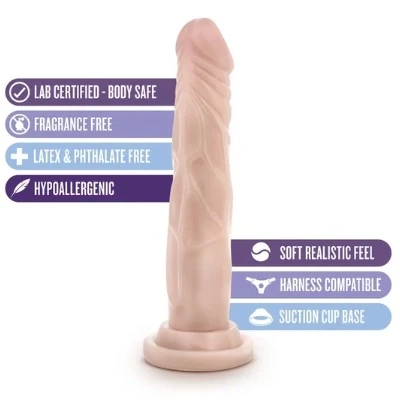 LAB CERTIFIED - BODY SAFE
FRAGRANCE FREE
LATEX & PHTHALATE FREE
HYPOALLERGENIC
SOFT REALISTIC FEEL
HARNESS COMPATIBLE
SUCTION CUP BASE